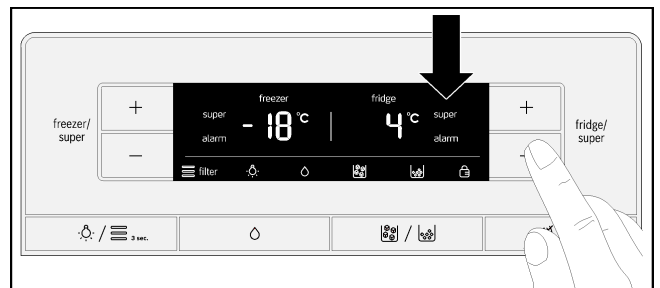 freezer
fridge
super
alarm
- 18 °C
4 °C
super
alarm
filter
freezer/
super
+
−
+
−
fridge/
super
/ 3 sec.
/